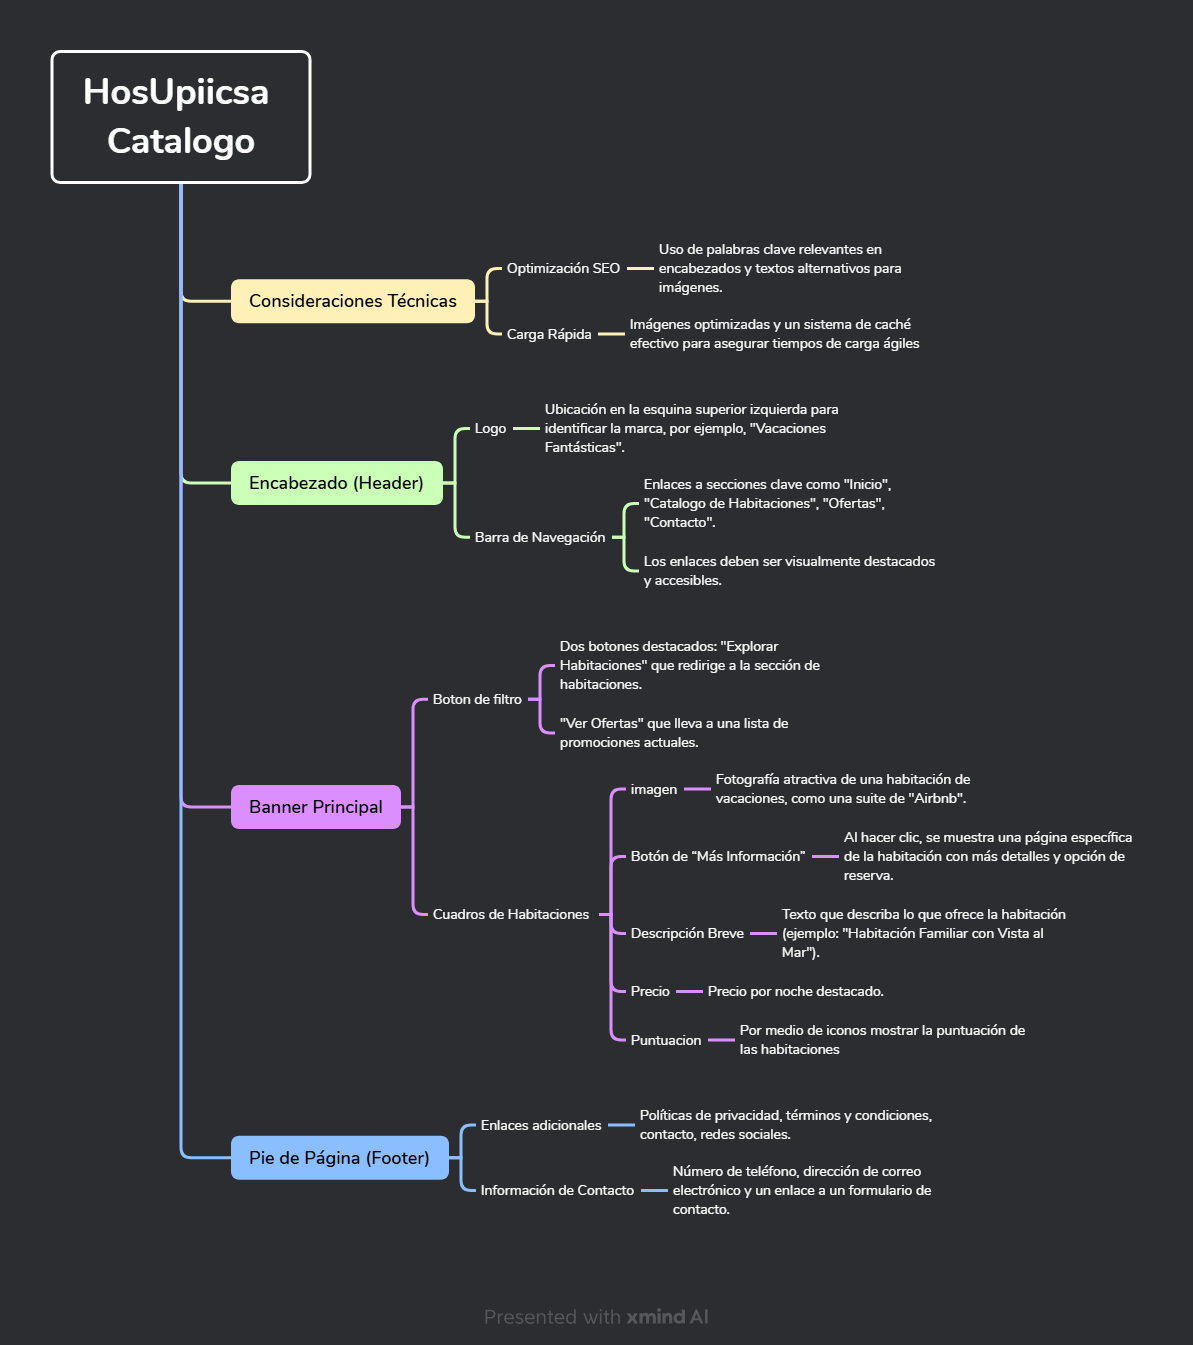 HosUpiicsa
Catalogo
Consideraciones Técnicas
Optimización SEO
Uso de palabras clave relevantes en
encabezados y textos alternativos para
imágenes.
Carga Rápida
Imágenes optimizadas y un sistema de caché
efectivo para asegurar tiempos de carga ágiles
Encabezado (Header)
Logo
Ubicación en la esquina superior izquierda para
identificar la marca, por ejemplo, "Vacaciones
Fantásticas".
Barra de Navegación
Enlaces a secciones clave como "Inicio",
"Catalogo de Habitaciones", "Ofertas",
"Contacto".
Los enlaces deben ser visualmente destacados
y accesibles.
Banner Principal
Boton de filtro
Dos botones destacados: "Explorar
Habitaciones" que redirige a la sección de
habitaciones.
"Ver Ofertas" que lleva a una lista de
promociones actuales.
Cuadros de Habitaciones
imagen
Fotografía atractiva de una habitación de
vacaciones, como una suite de "Airbnb".
Botón de “Más Información”
Al hacer clic, se muestra una página específica
de la habitación con más detalles y opción de
reserva.
Descripción Breve
Texto que describa lo que ofrece la habitación
(ejemplo: "Habitación Familiar con Vista al
Mar").
Precio
Precio por noche destacado.
Puntuacion
Por medio de iconos mostrar la puntuación de
las habitaciones
Pie de Página (Footer)
Enlaces adicionales
Políticas de privacidad, términos y condiciones,
contacto, redes sociales.
Información de Contacto
Número de teléfono, dirección de correo
electrónico y un enlace a un formulario de
contacto.
Presented with xmind AI